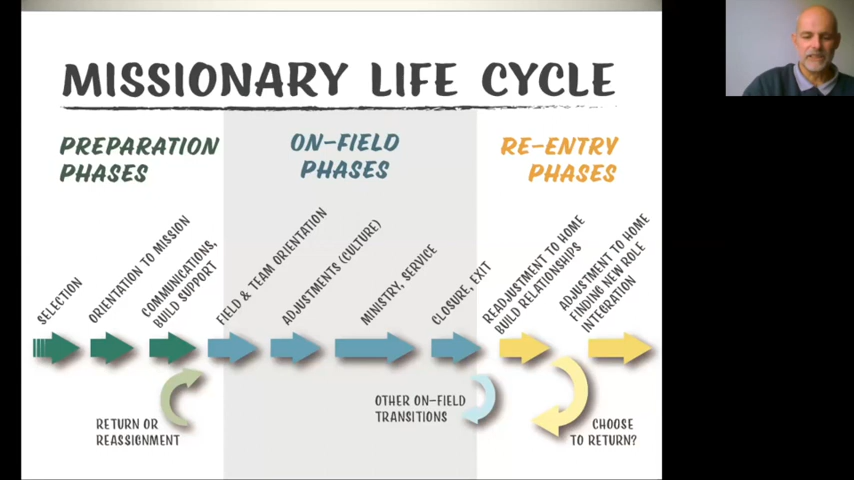 MISSIONARY LIFE CYCLE
PREPARATION
PHASES
ON-FIELD
PHASES
RE-ENTRY
PHASES
SELECTION
ORIENTATION TO MISSION
COMMUNICATIONS,
BUILD SUPPORT
FIELD & TEAM ORIENTATION
ADJUSTMENTS (CULTURE)
MINISTRY, SERVICE
CLOSURE, EXIT
READJUSTMENT TO HOME
BUILD RELATIONSHIPS
ADJUSTMENT TO HOME
FINDING NEW ROLE
INTEGRATION
RETURN OR
REASSIGNMENT
OTHER ON-FIELD
TRANSITIONS
CHOOSE
TO RETURN?